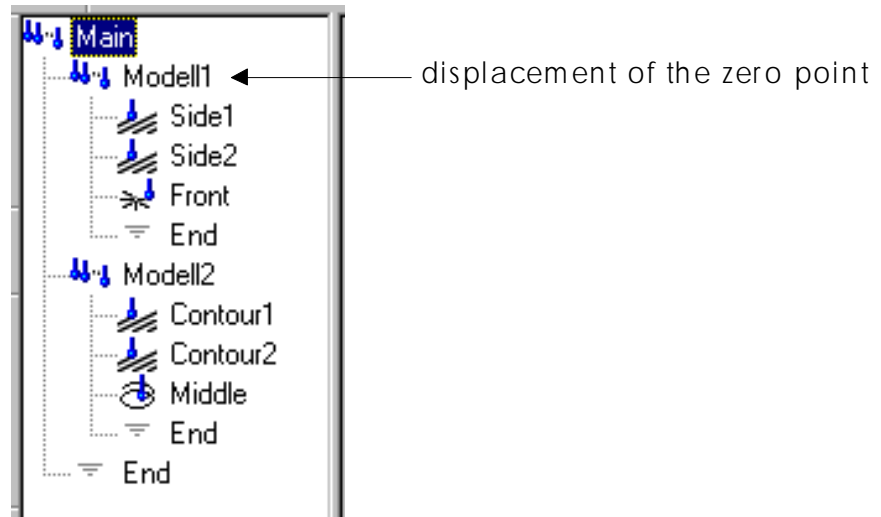 Main
Modell1
displacement of the zero point
Side1
Side2
Front
End
Modell2
Contour1
Contour2
Middle
End
End